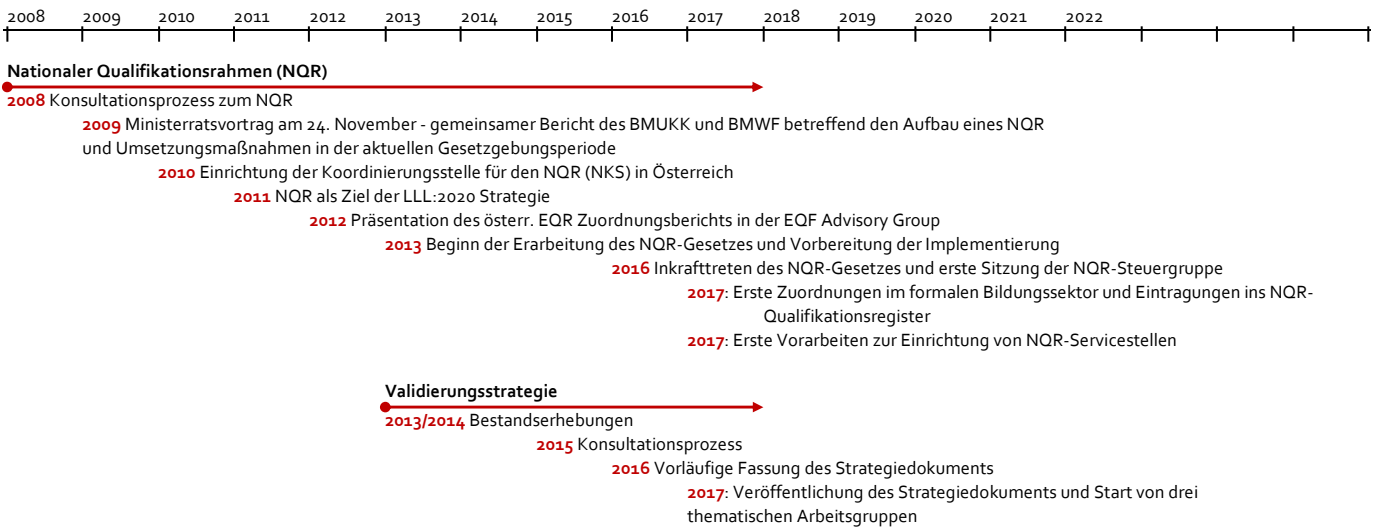 2008 2009 2010 2011 2012 2013 2014 2015 2016 2017 2018 2019 2020 2021 2022
Nationaler Qualifikationsrahmen (NQR)
2008 Konsultationsprozess zum NQR
2009 Ministerratsvortrag am 24. November - gemeinsamer Bericht des BMUKK und BMWF betreffend den Aufbau eines NQR
und Umsetzungsmaßnahmen in der aktuellen Gesetzgebungsperiode
2010 Einrichtung der Koordinierungsstelle für den NQR (NKS) in Österreich
2011 NQR als Ziel der LLL:2020 Strategie
2012 Präsentation des österr. EQR Zuordnungsberichts in der EQF Advisory Group
2013 Beginn der Erarbeitung des NQR-Gesetzes und Vorbereitung der Implementierung
2016 Inkrafttreten des NQR-Gesetzes und erste Sitzung der NQR-Steuergruppe
2017: Erste Zuordnungen im formalen Bildungssektor und Eintragungen ins NQR-
Qualifikationsregister
2017: Erste Vorarbeiten zur Einrichtung von NQR-Servicestellen
Validierungsstrategie
2013/2014 Bestandserhebungen
2015 Konsultationsprozess
2016 Vorläufige Fassung des Strategiedokuments
2017: Veröffentlichung des Strategiedokuments und Start von drei
thematischen Arbeitsgruppen